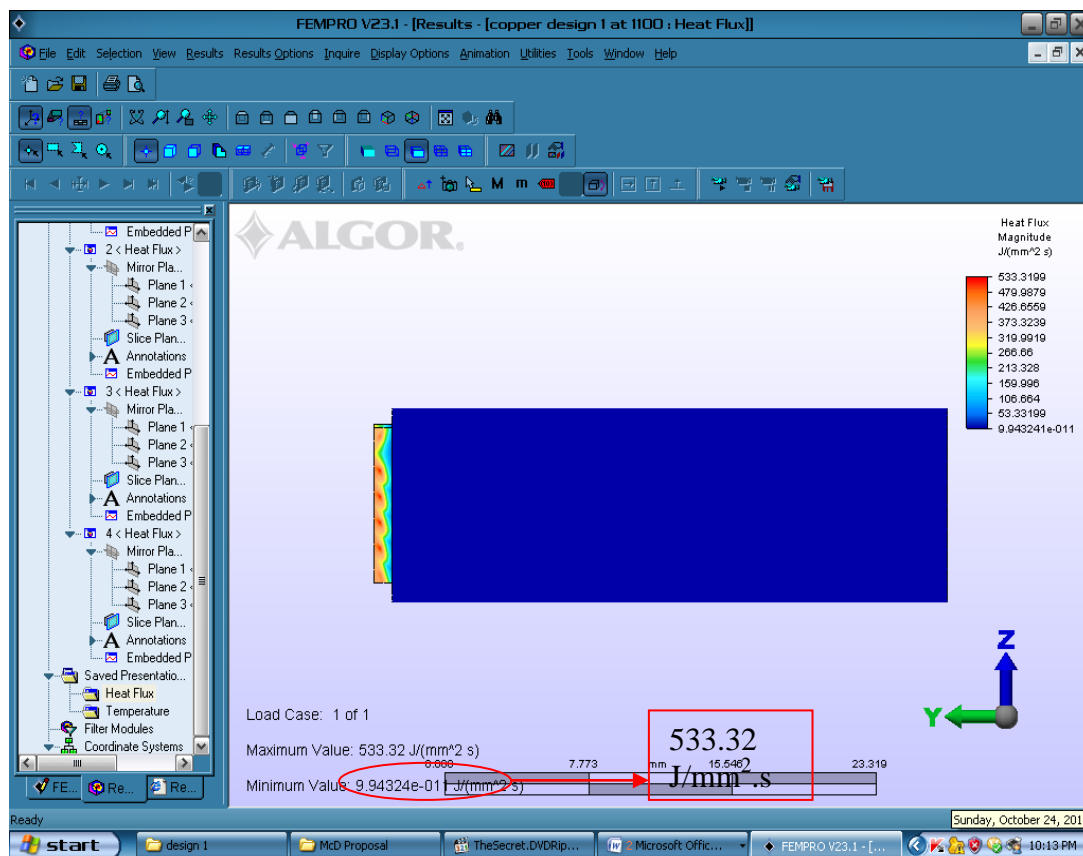 FEMPRO V23.1 - [Results - [copper design 1 at 1100 : Heat Flux]]
File Edit Selection View Results Results Options Inquire Display Options Animation Utilities Tools Window Help
M m
Embedded P
2 < Heat Flux >
Mirror Pla...
Plane 1
Plane 2
Plane 3
Slice Plan...
A Annotations
Embedded P
3 < Heat Flux >
Mirror Pla...
Plane 1
Plane 2
Plane 3
Slice Plan...
A Annotations
Embedded P
4 < Heat Flux >
Mirror Pla...
Plane 1
Plane 2
Plane 3
Slice Plan...
A Annotations
Embedded P
Saved Presentatio...
Heat Flux
Temperature
Filter Modules
Coordinate Systems
FE... Re... Re...
ALGOR®
Heat Flux
Magnitude
J/(mm^2 s)
533.3199
479.9879
426.6559
373.3239
319.9919
266.66
213.328
159.996
106.664
53.33199
9.943241e-011
Z
Y
Load Case: 1 of 1
Maximum Value: 533.32 J/(mm^2 s)
Minimum Value: 9.94324e-011 J/(mm^2 s)
0.000 7.773 mm 15.546 23.319
533.32
J/mm².s
Ready
Sunday, October 24, 201
start design 1 McD Proposal TheSecret.DVDRip... 2 Microsoft Offic... FEMPRO V23.1 - [... 10:13 PM